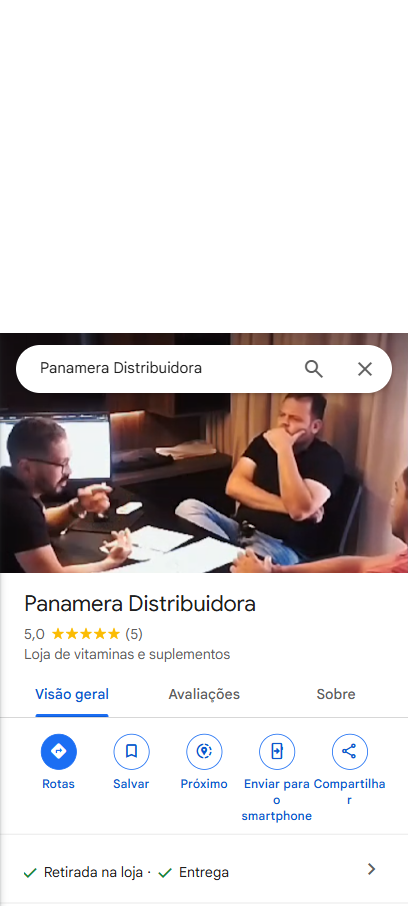 Panamera Distribuidora
Panamera Distribuidora
5,0 ★★★★★ (5)
Loja de vitaminas e suplementos
Visão geral Avaliações Sobre
Rotas Salvar Próximo Enviar para o smartphone Compartilhar
Retirada na loja · Entrega